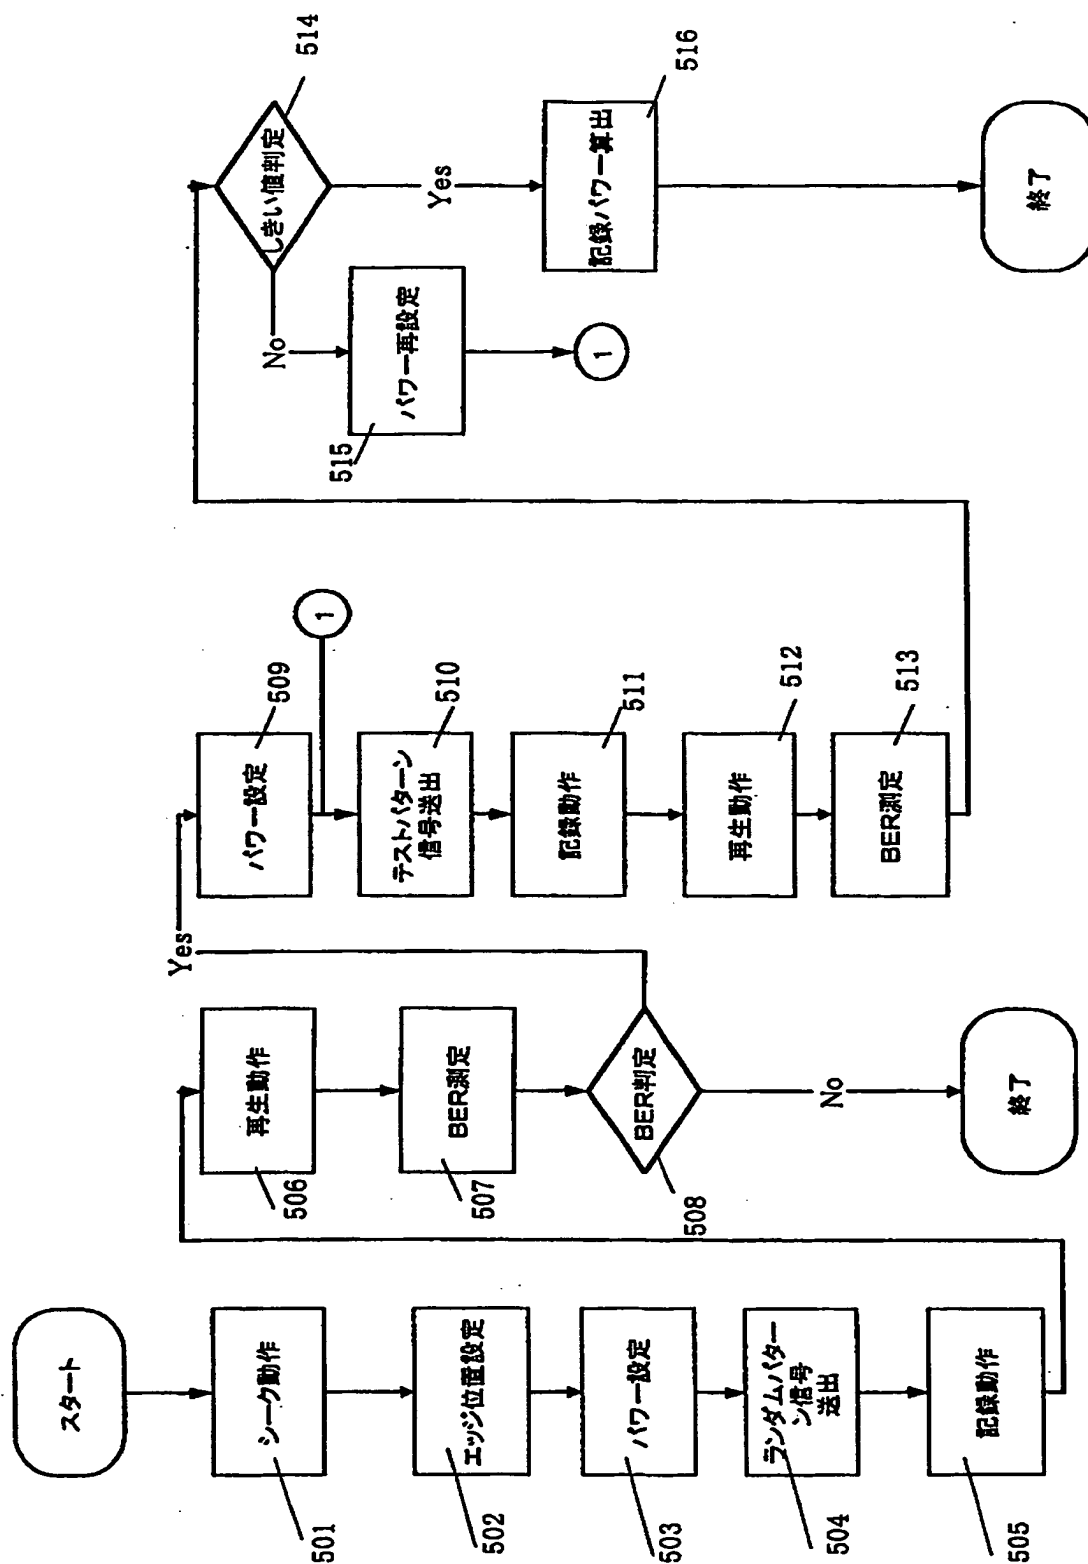 スタート
シーク動作
501
エッジ位置設定
502
パワー設定
503
ランダムパター
ン信号
送出
504
記録動作
505
再生動作
506
BER測定
507
BER判定
508
Yes
No
終了
パワー設定
509
1
テストパターン
信号送出
510
記録動作
511
再生動作
512
BER測定
513
しきい値判定
514
No
Yes
パワー再設定
515
1
記録パワー算出
516
終了